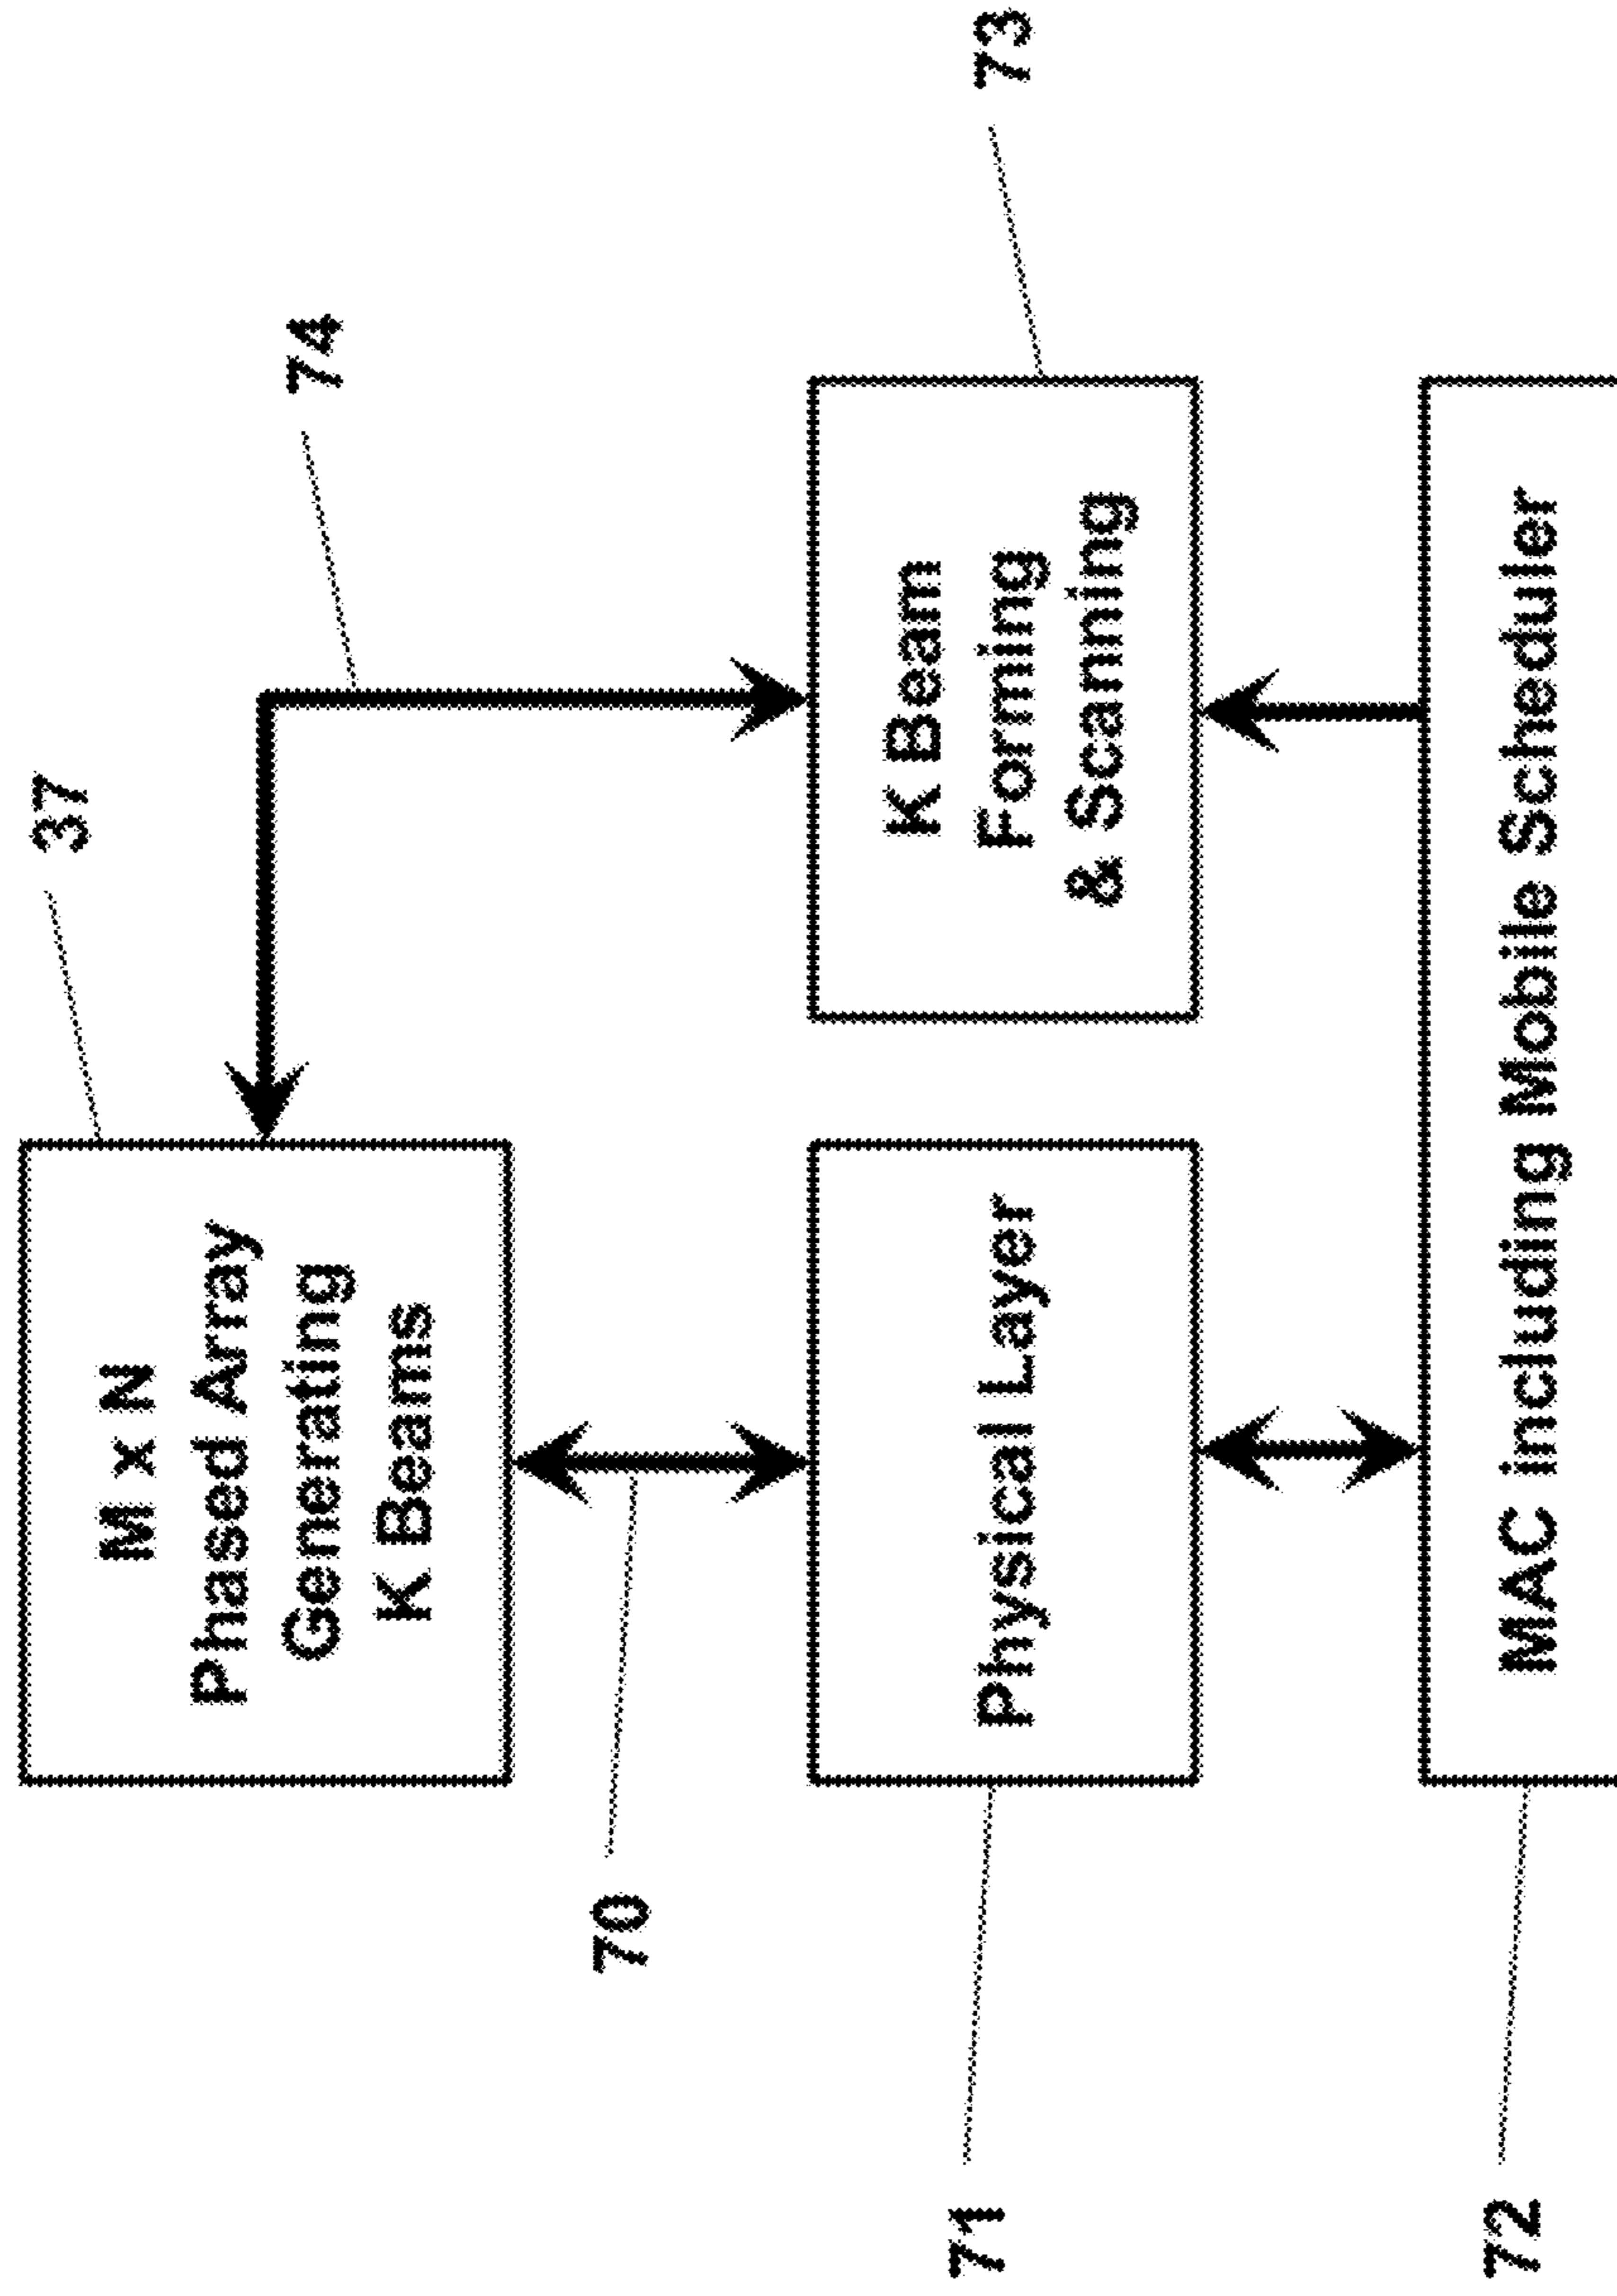 37
M x N
Phased Array
Generating
K Beams
74
70
Physical Layer
71
K Beam
Forming
& Scanning
73
MAC including Mobile Scheduler
72